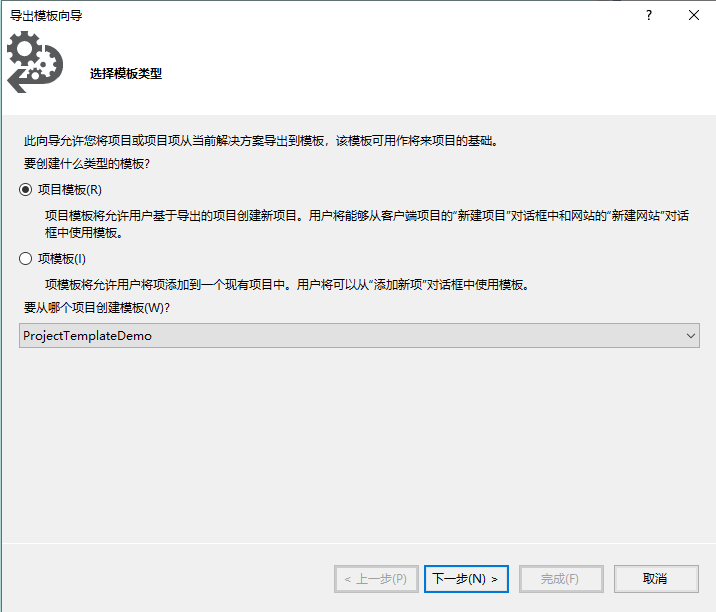 导出模板向导
?
选择模板类型
此向导允许您将项目或项目项从当前解决方案导出到模板，该模板可用作将来项目的基础。
要创建什么类型的模板?
项目模板(R)
项目模板将允许用户基于导出的项目创建新项目。用户将能够从客户端项目的“新建项目”对话框中和网站的“新建网站”对话
框中使用模板。
项模板(I)
项模板将允许用户将项添加到一个现有项目中。用户将可以从“添加新项”对话框中使用模板。
要从哪个项目创建模板(W)?
ProjectTemplateDemo
< 上一步(P)
下一步(N) >
完成(F)
取消